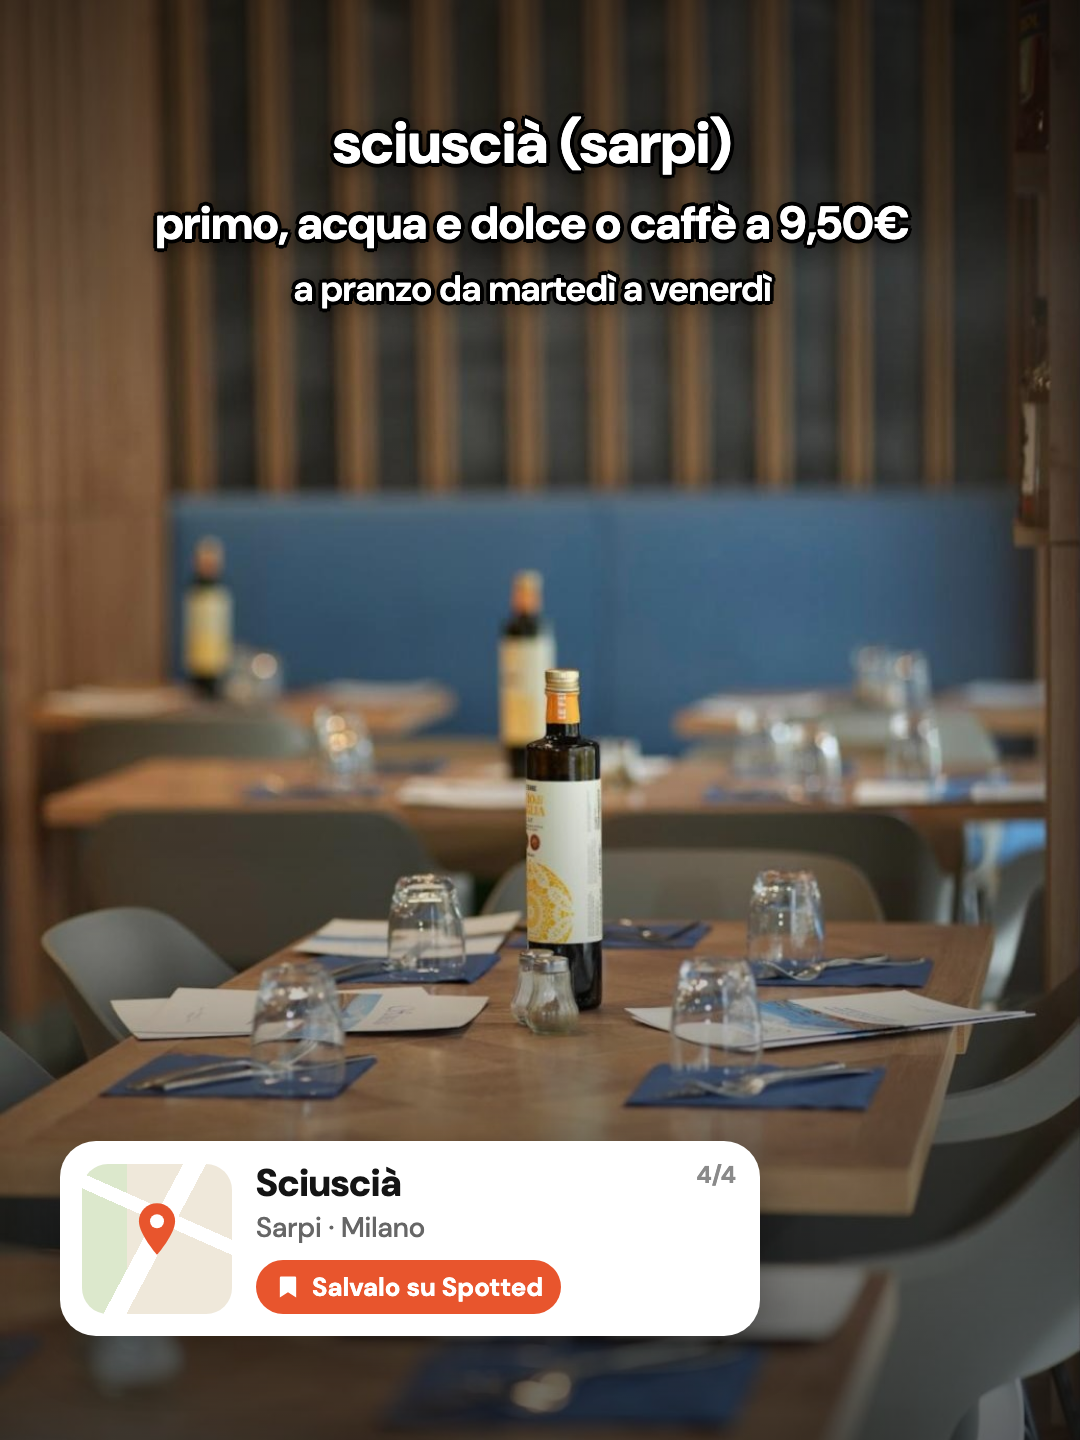 sciuscià (sarpi)
primo, acqua e dolce o caffè a 9,50€
a pranzo da martedì a venerdì
Sciuscià
4/4
Sarpi · Milano
Salvalo su Spotted